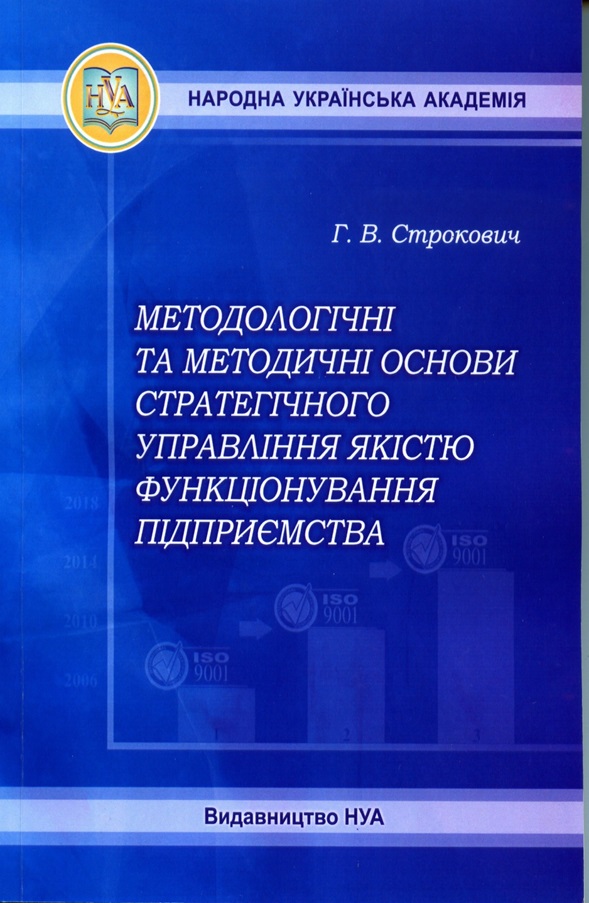 НУА
НАРОДНА УКРАЇНСЬКА АКАДЕМІЯ
Г. В. Строкович
МЕТОДОЛОГІЧНІ
ТА МЕТОДИЧНІ ОСНОВИ
СТРАТЕГІЧНОГО
УПРАВЛІННЯ ЯКІСТЮ
ФУНКЦІОНУВАННЯ
ПІДПРИЄМСТВА
2018
2014
2010
2006
ISO
9001
ISO
9001
ISO
9001
1
2
3
Видавництво НУА